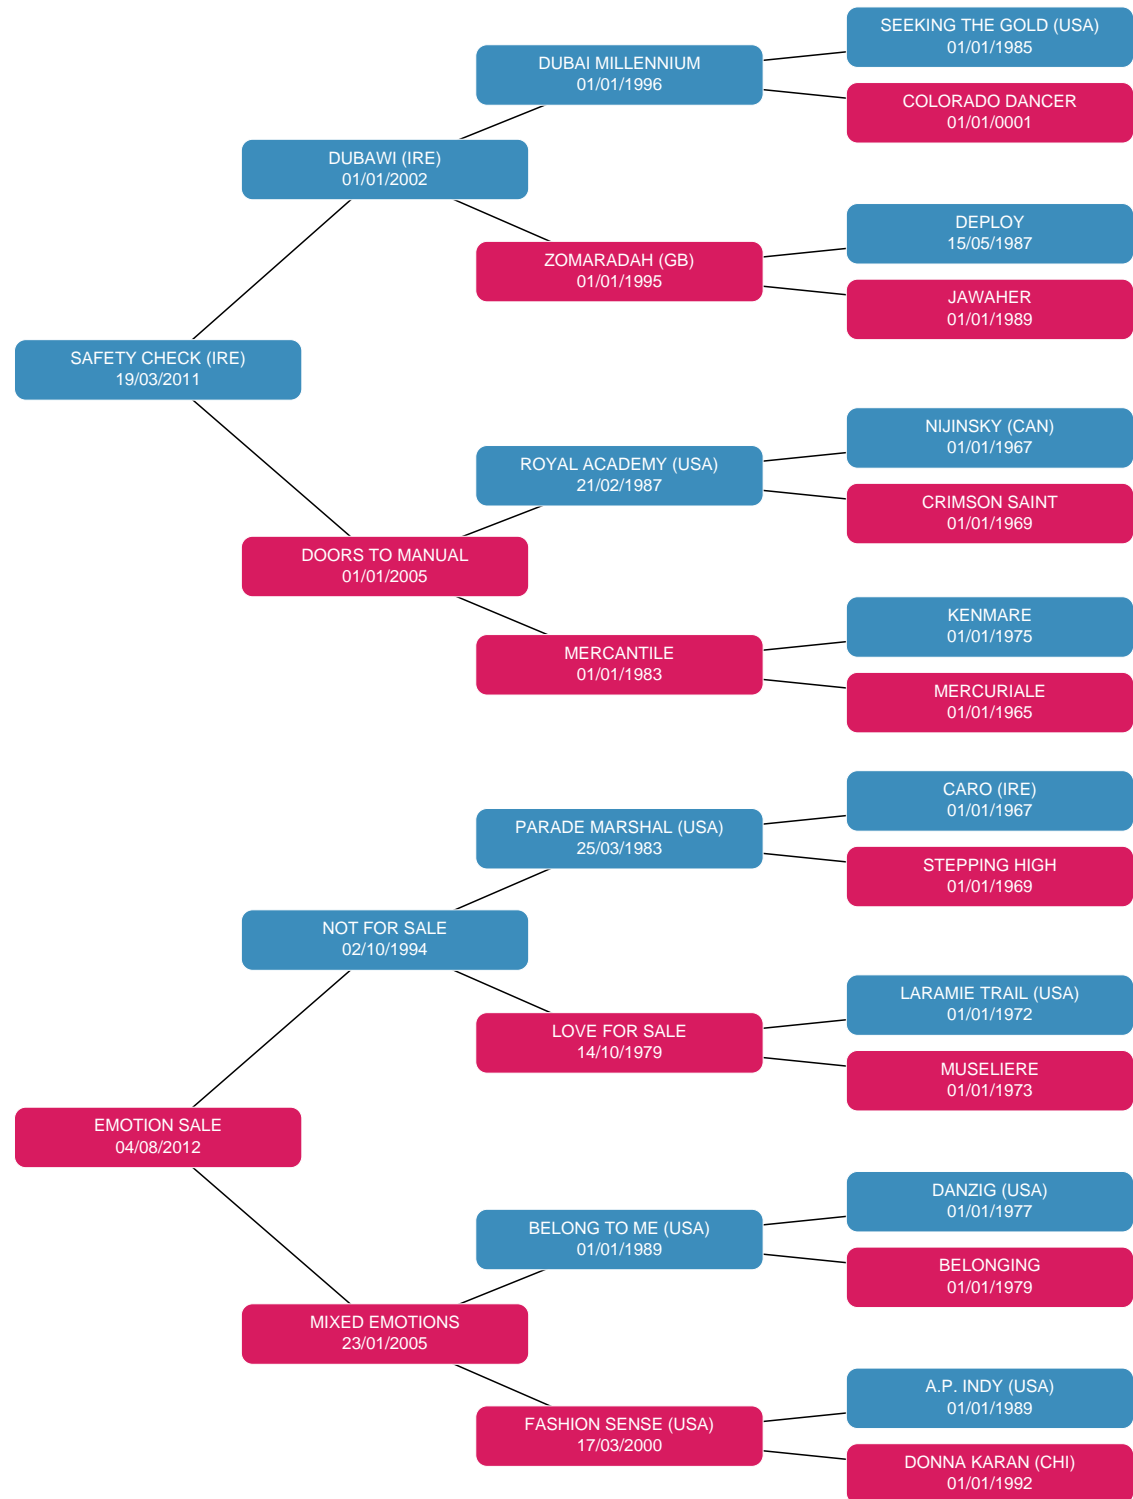 SEEKING THE GOLD (USA)
01/01/1985
DUBAI MILLENNIUM
01/01/1996
COLORADO DANCER
01/01/0001
DUBAWI (IRE)
01/01/2002
DEPLOY
15/05/1987
ZOMARADAH (GB)
01/01/1995
JAWAHER
01/01/1989
SAFETY CHECK (IRE)
19/03/2011
NIJINSKY (CAN)
01/01/1967
ROYAL ACADEMY (USA)
21/02/1987
CRIMSON SAINT
01/01/1969
DOORS TO MANUAL
01/01/2005
KENMARE
01/01/1975
MERCANTILE
01/01/1983
MERCURIALE
01/01/1965
CARO (IRE)
01/01/1967
PARADE MARSHAL (USA)
25/03/1983
STEPPING HIGH
01/01/1969
NOT FOR SALE
02/10/1994
LARAMIE TRAIL (USA)
01/01/1972
LOVE FOR SALE
14/10/1979
MUSELIERE
01/01/1973
EMOTION SALE
04/08/2012
DANZIG (USA)
01/01/1977
BELONG TO ME (USA)
01/01/1989
BELONGING
01/01/1979
MIXED EMOTIONS
23/01/2005
A.P. INDY (USA)
01/01/1989
FASHION SENSE (USA)
17/03/2000
DONNA KARAN (CHI)
01/01/1992